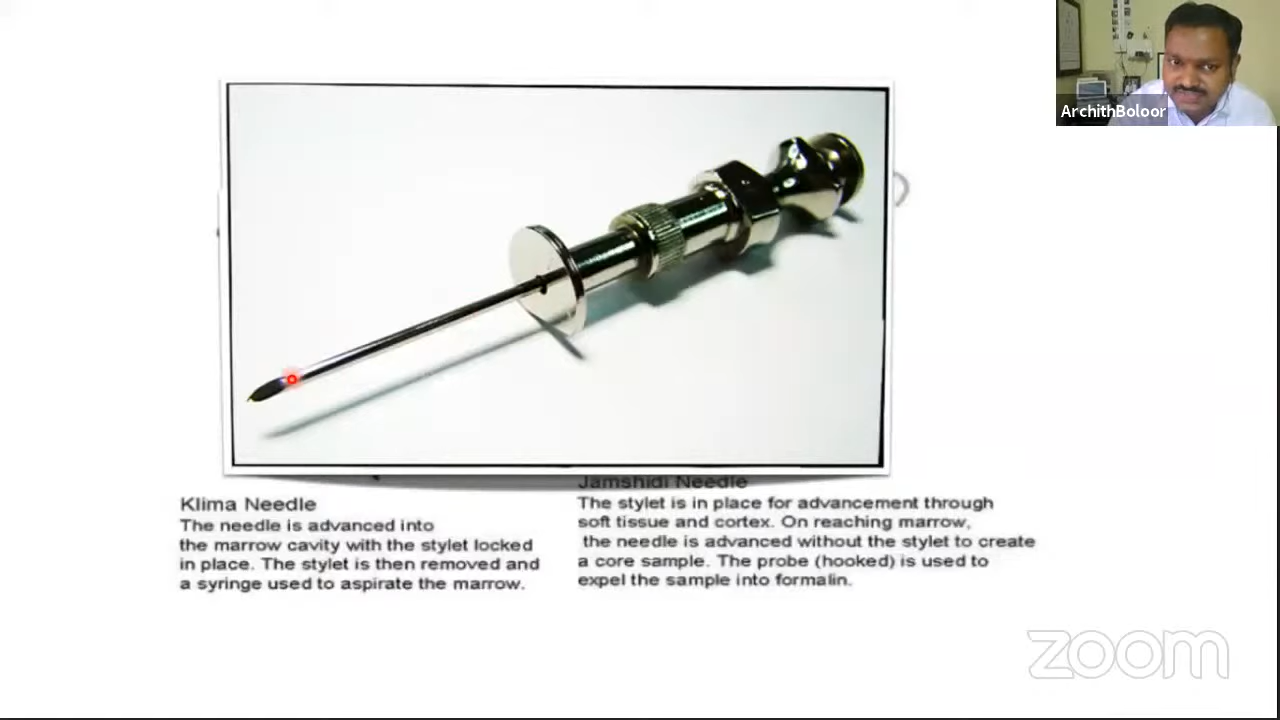 ArchithBoloor
Klima Needle
The needle is advanced into
the marrow cavity with the stylet locked
in place. The stylet is then removed and
a syringe used to aspirate the marrow.
Jamshidi Needle
The stylet is in place for advancement through
soft tissue and cortex. On reaching marrow,
the needle is advanced without the stylet to create
a core sample. The probe (hooked) is used to
expel the sample into formalin.
zoom